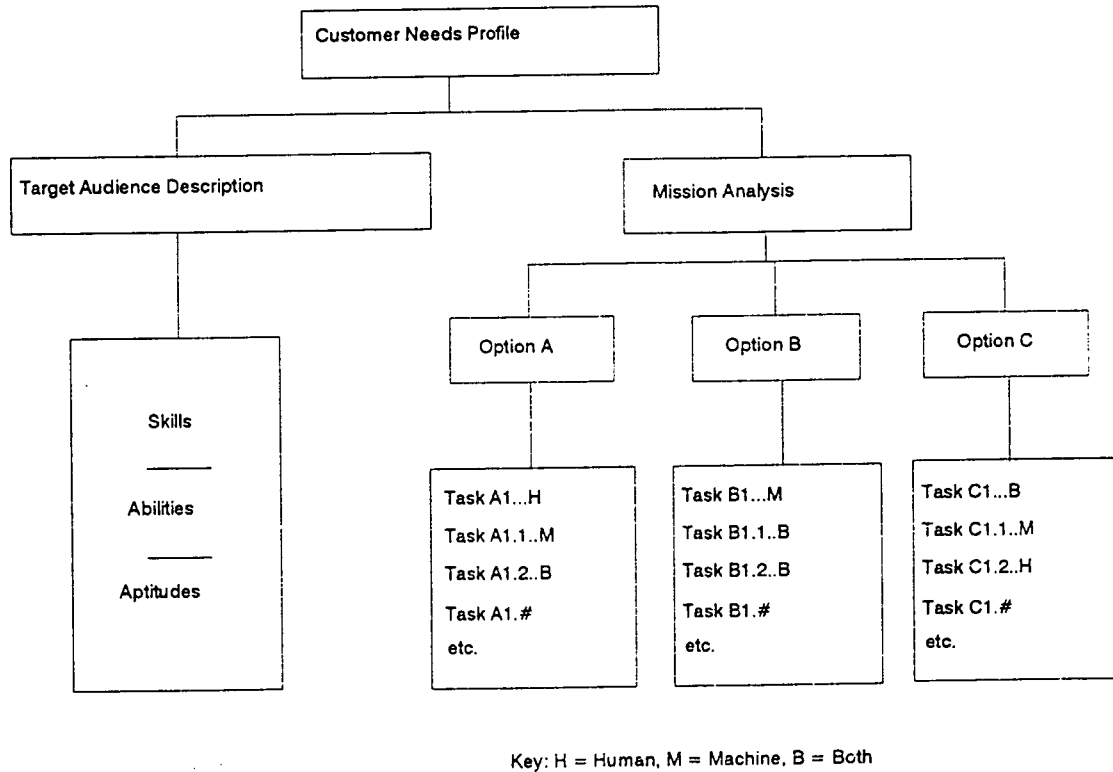 Customer Needs Profile
Target Audience Description
Mission Analysis
Option A
Option B
Option C
Skills
Abilities
Aptitudes
Task A1...H
Task A1.1..M
Task A1.2..B
Task A1.#
etc.
Task B1...M
Task B1.1..B
Task B1.2..B
Task B1.#
etc.
Task C1...B
Task C1.1..M
Task C1.2..H
Task C1.#
etc.
Key: H = Human, M = Machine, B = Both